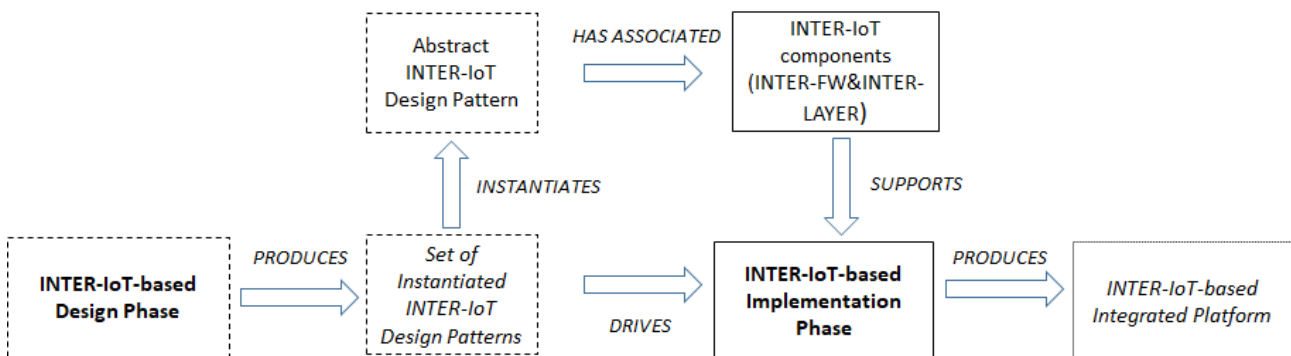 Abstract
INTER-IoT
Design Pattern
HAS ASSOCIATED
INTER-IoT
components
(INTER-FW&INTER-
LAYER)
INSTANTIATES
SUPPORTS
INTER-IoT-based
Design Phase
PRODUCES
Set of
Instantiated
INTER-IoT
Design Patterns
DRIVES
INTER-IoT-based
Implementation
Phase
PRODUCES
INTER-IoT-based
Integrated Platform